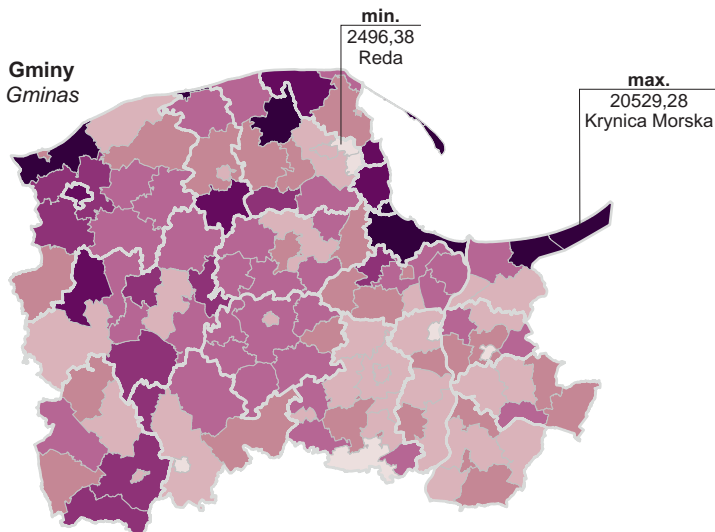 min.
2496,38
Reda
Gminy
Gminas
max.
20529,28
Krynica Morska